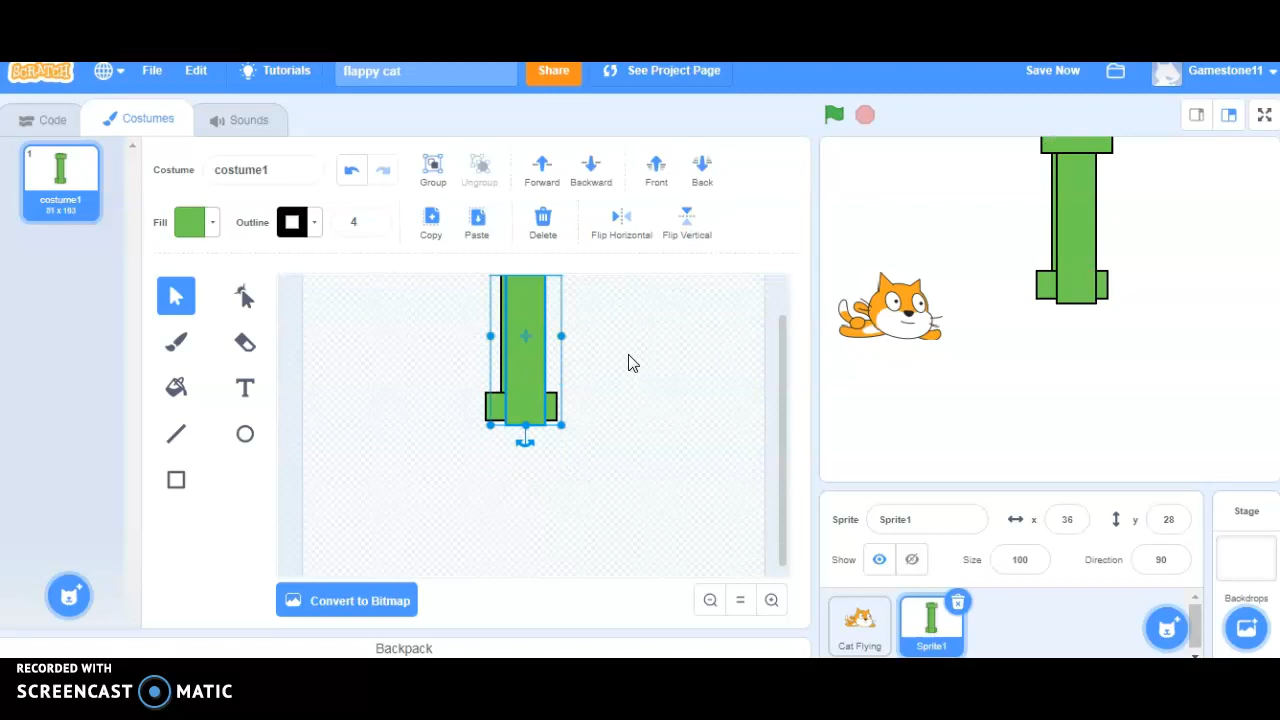 SCRATCH File Edit Tutorials flappy cat Share See Project Page Save Now Gamestone11
Code Costumes Sounds
1
costume1
Costume costume1 Group Ungroup Forward Backward Front Back
Fill Outline 4 Copy Paste Delete Flip Horizontal Flip Vertical
Convert to Bitmap
Backpack
Sprite Sprite1 x 36 y 28
Show Size 100 Direction 90
Cat Flying Sprite1
Stage
Backdrops
RECORDED WITH
SCREENCAST MATIC